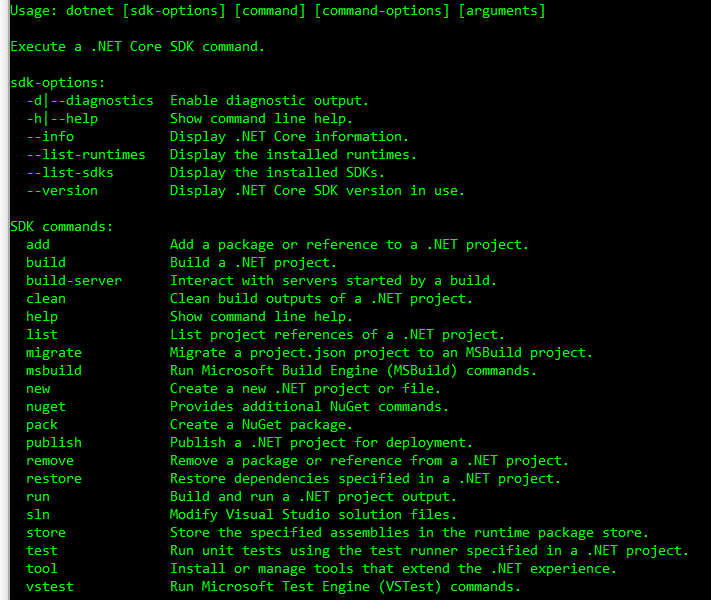 Usage: dotnet [sdk-options] [command] [command-options] [arguments]
Execute a .NET Core SDK command.
sdk-options:
-d|--diagnostics  Enable diagnostic output.
-h|--help         Show command line help.
--info            Display .NET Core information.
--list-runtimes   Display the installed runtimes.
--list-sdks       Display the installed SDKs.
--version         Display .NET Core SDK version in use.
SDK commands:
add               Add a package or reference to a .NET project.
build             Build a .NET project.
build-server      Interact with servers started by a build.
clean             Clean build outputs of a .NET project.
help              Show command line help.
list              List project references of a .NET project.
migrate           Migrate a project.json project to an MSBuild project.
msbuild           Run Microsoft Build Engine (MSBuild) commands.
new               Create a new .NET project or file.
nuget             Provides additional NuGet commands.
pack              Create a NuGet package.
publish           Publish a .NET project for deployment.
remove            Remove a package or reference from a .NET project.
restore           Restore dependencies specified in a .NET project.
run               Build and run a .NET project output.
sln               Modify Visual Studio solution files.
store             Store the specified assemblies in the runtime package store.
test              Run unit tests using the test runner specified in a .NET project.
tool              Install or manage tools that extend the .NET experience.
vstest            Run Microsoft Test Engine (VSTest) commands.